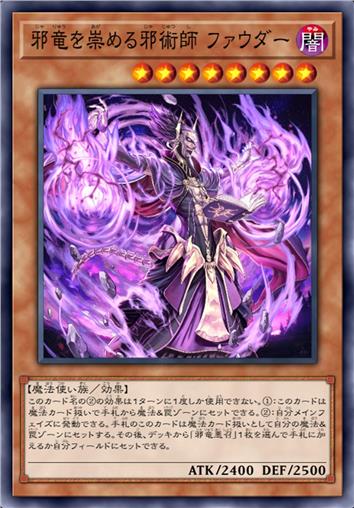 邪竜を崇める邪術師 ファウダー
闇
【魔法使い族／効果】
このカード名の②の効果は1ターンに1度しか使用できない。①：このカードは
魔法カード扱いで手札から魔法&罠ゾーンにセットできる。②：自分メインフ
ェイズに発動できる。手札のこのカードは魔法カード扱いとして自分の魔法&
罠ゾーンにセットする。その後、デッキから「邪竜悪召」1枚を選んで手札に加
えるか自分フィールドにセットできる。
ATK/2400 DEF/2500